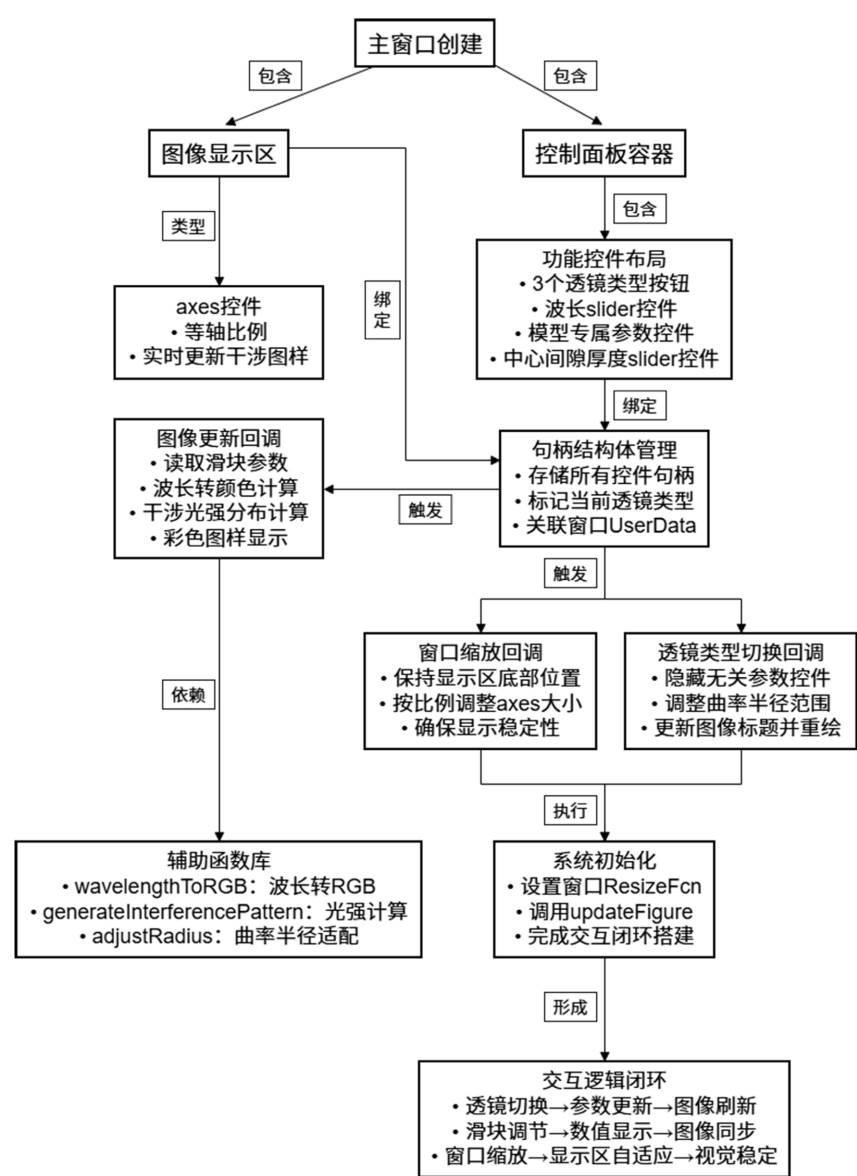 主窗口创建
包含
包含
图像显示区
控制面板容器
类型
包含
绑
定
功能控件布局
• 3个透镜类型按钮
• 波长slider控件
• 模型专属参数控件
• 中心间隙厚度slider控件
axes控件
• 等轴比例
• 实时更新干涉图样
绑定
图像更新回调
• 读取滑块参数
• 波长转颜色计算
• 干涉光强分布计算
• 彩色图样显示
句柄结构体管理
• 存储所有控件句柄
• 标记当前透镜类型
• 关联窗口UserData
触发
触发
窗口缩放回调
• 保持显示区底部位置
• 按比例调整axes大小
• 确保显示稳定性
透镜类型切换回调
• 隐藏无关参数控件
• 调整曲率半径范围
• 更新图像标题并重绘
依赖
执行
辅助函数库
• wavelengthToRGB：波长转RGB
• generateInterferencePattern：光强计算
• adjustRadius：曲率半径适配
系统初始化
• 设置窗口ResizeFcn
• 调用updateFigure
• 完成交互闭环搭建
形成
交互逻辑闭环
• 透镜切换→参数更新→图像刷新
• 滑块调节→数值显示→图像同步
• 窗口缩放→显示区自适应→视觉稳定